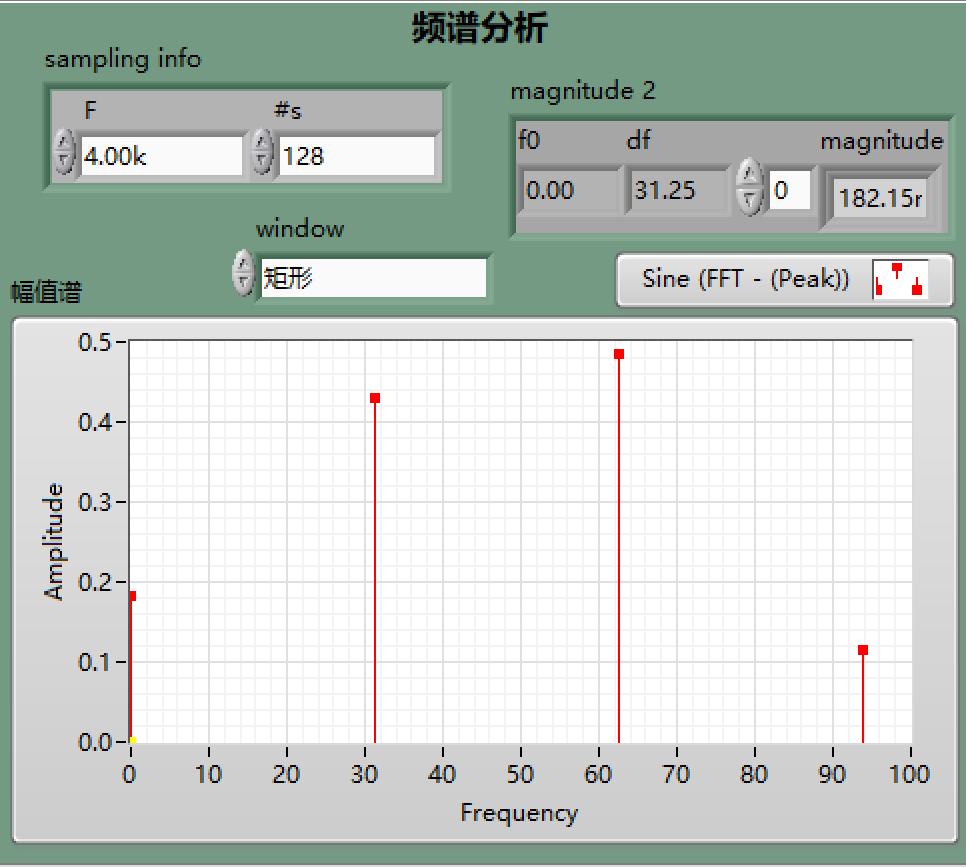 频谱分析
sampling info
F #s
4.00k 128
magnitude 2
f0 df magnitude
0.00 31.25 0 182.15r
window
矩形
Sine (FFT - (Peak))
幅值谱
0.5
0.4
0.3
0.2
0.1
0.0
Amplitude
0 10 20 30 40 50 60 70 80 90 100
Frequency